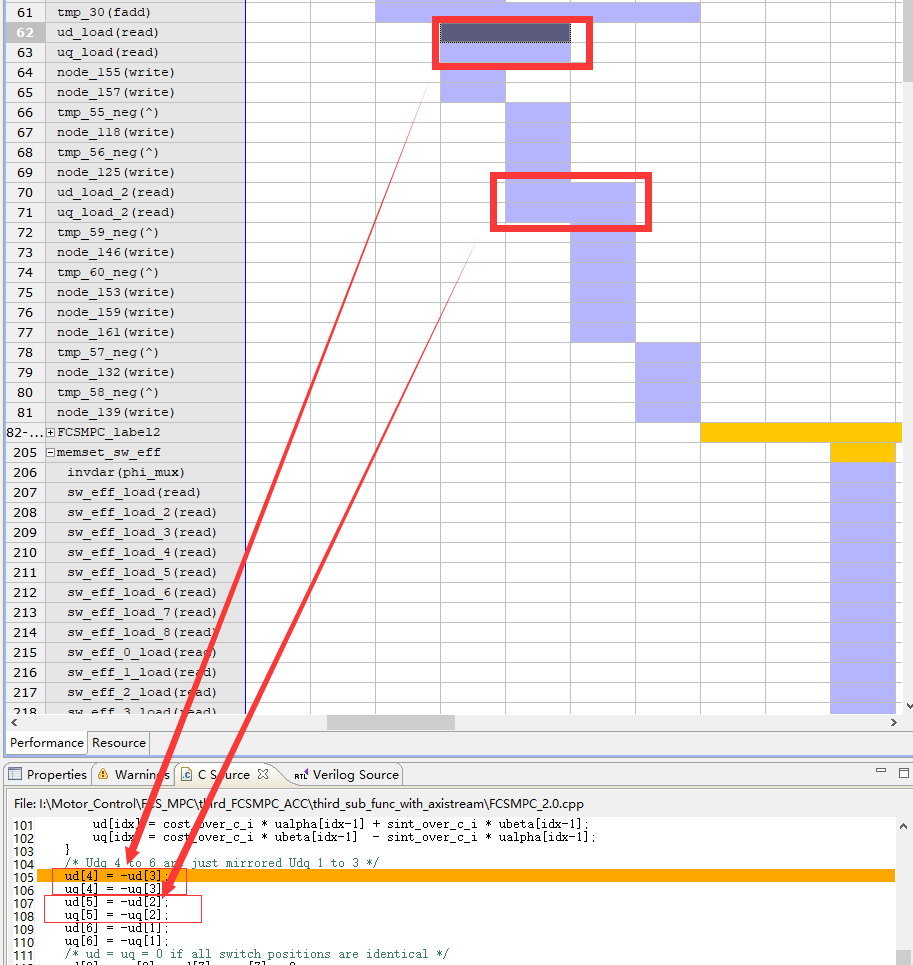 61 tmp_30(fadd)
62 ud_load(read)
63 uq_load(read)
64 node_155(write)
65 node_157(write)
66 tmp_55_neg(^)
67 node_118(write)
68 tmp_56_neg(^)
69 node_125(write)
70 ud_load_2(read)
71 uq_load_2(read)
72 tmp_59_neg(^)
73 node_146(write)
74 tmp_60_neg(^)
75 node_153(write)
76 node_159(write)
77 node_161(write)
78 tmp_57_neg(^)
79 node_132(write)
80 tmp_58_neg(^)
81 node_139(write)
82-... FCSMPC_label2
205 memset_sw_eff
206 invdar(phi_mux)
207 sw_eff_load(read)
208 sw_eff_load_2(read)
209 sw_eff_load_3(read)
210 sw_eff_load_4(read)
211 sw_eff_load_5(read)
212 sw_eff_load_6(read)
213 sw_eff_load_7(read)
214 sw_eff_load_8(read)
215 sw_eff_0_load(read)
216 sw_eff_1_load(read)
217 sw_eff_2_load(read)
218 sw_eff_3_load(read)
Performance Resource
Properties Warnings C Source RTL Verilog Source
File: I:\Motor_Control\FCS_MPC\third_FCSMPC_ACC\third_sub_func_with_axistream\FCSMPC_2.0.cpp
101 ud[idx] = cost_over_c_i * ualpha[idx-1] + sint_over_c_i * ubeta[idx-1];
102 uq[idx] = cost_over_c_i * ubeta[idx-1] - sint_over_c_i * ualpha[idx-1];
103 }
104 /* Udq 4 to 6 are just mirrored Udq 1 to 3 */
105 ud[4] = -ud[3];
106 uq[4] = -uq[3];
107 ud[5] = -ud[2];
108 uq[5] = -uq[2];
109 ud[6] = -ud[1];
110 uq[6] = -uq[1];
111 /* ud = uq = 0 if all switch positions are identical */